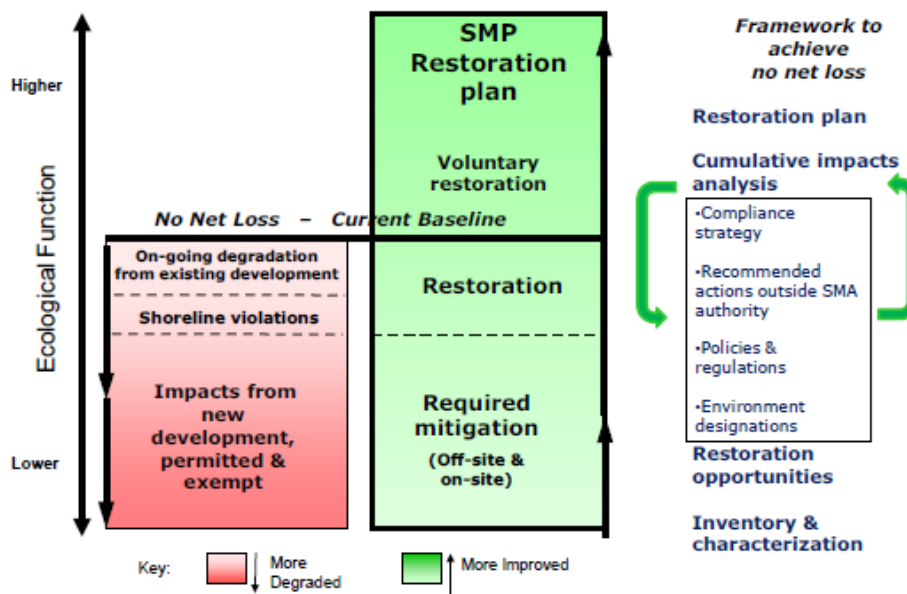 Higher
Ecological Function
Lower
SMP
Restoration
plan
Voluntary
restoration
No Net Loss – Current Baseline
On-going degradation
from existing development
Shoreline violations
Impacts from
new
development,
permitted &
exempt
Restoration
Required
mitigation
(Off-site &
on-site)
Framework to
achieve
no net loss
Restoration plan
Cumulative impacts
analysis
•Compliance
strategy
•Recommended
actions outside SMA
authority
•Policies &
regulations
•Environment
designations
Restoration
opportunities
Inventory &
characterization
Key:
More
Degraded
More Improved